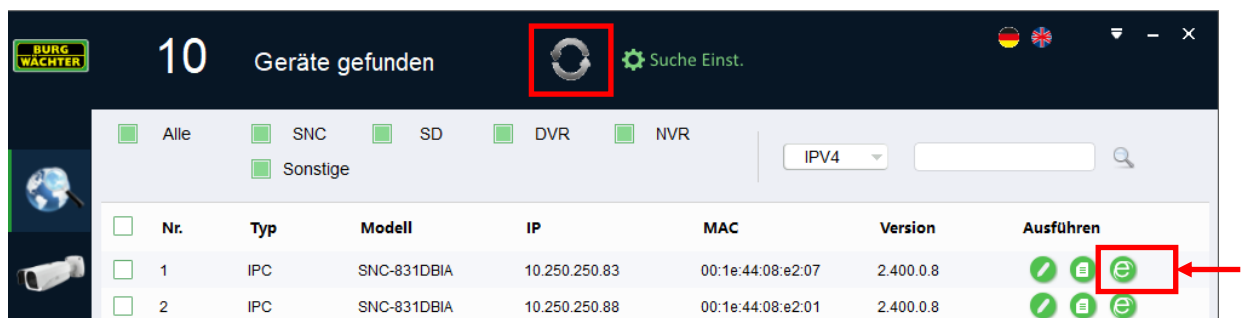 BURG
WÄCHTER
10 Geräte gefunden Suche Einst.
Alle SNC SD DVR NVR
Sonstige
IPV4
Nr. Typ Modell IP MAC Version Ausführen
1 IPC SNC-831DBIA 10.250.250.83 00:1e:44:08:e2:07 2.400.0.8
2 IPC SNC-831DBIA 10.250.250.88 00:1e:44:08:e2:01 2.400.0.8